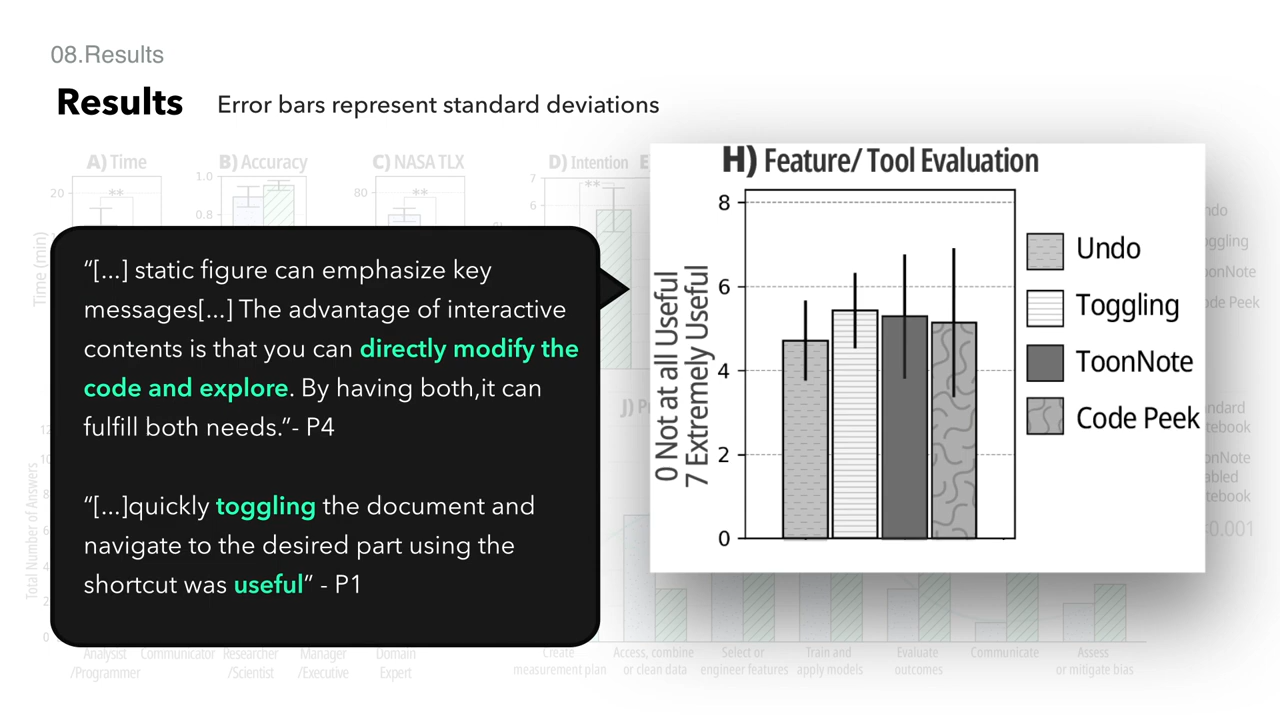 08.Results
Results Error bars represent standard deviations
A) Time
B) Accuracy
C) NASA TLX
D) Intention
E
20
**
1.0
0.8
80
**
7
6
**
Time (min)
H) Feature/ Tool Evaluation
8
6
4
2
0
0 Not at all Useful
7 Extremely Useful
Undo
Toggling
ToonNote
Code Peek
“[...] static figure can emphasize key
messages[...] The advantage of interactive
contents is that you can directly modify the
code and explore. By having both,it can
fulfill both needs.”- P4
“[...]quickly toggling the document and
navigate to the desired part using the
shortcut was useful” - P1
Total Number of Answers
Analysist
/Programmer
Communicator
Researcher
/Scientist
Manager
/Executive
Domain
Expert
Create
measurement plan
Access, combine
or clean data
Select or
engineer features
Train and
apply models
Evaluate
outcomes
Communicate
Assess
or mitigate bias